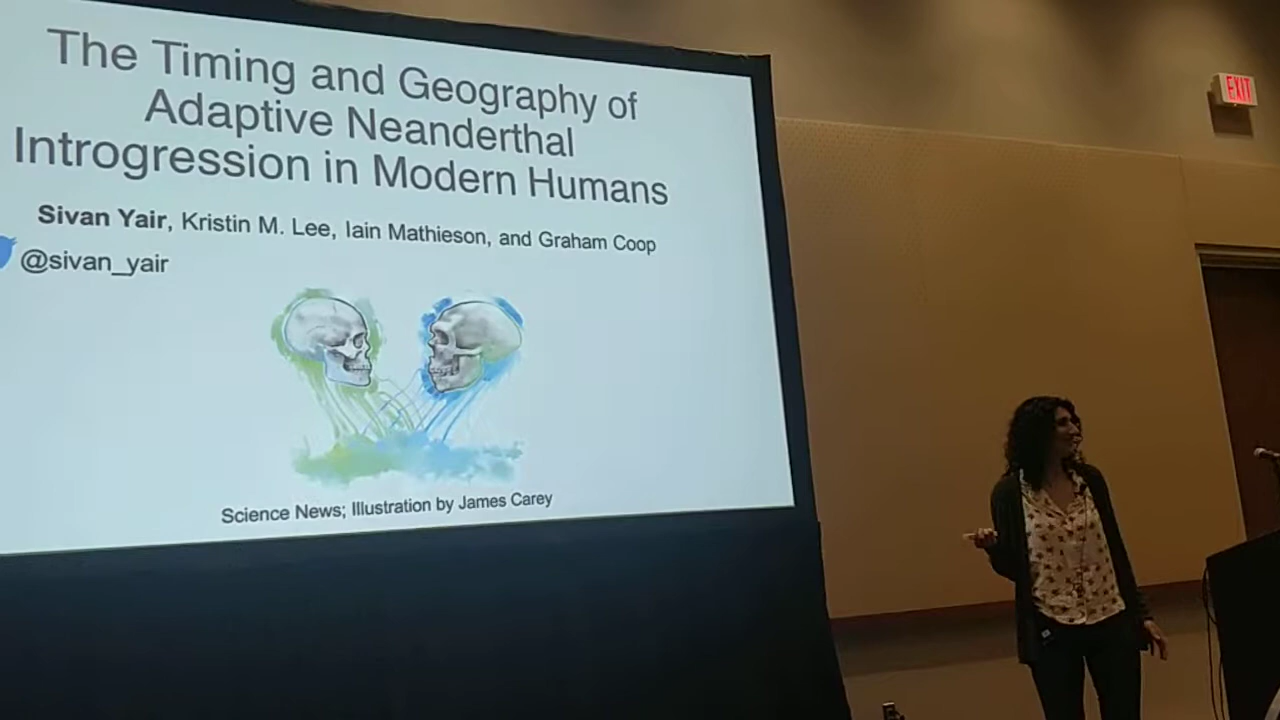 The Timing and Geography of
Adaptive Neanderthal
Introgression in Modern Humans
Sivan Yair, Kristin M. Lee, Iain Mathieson, and Graham Coop
@sivan_yair
Science News; Illustration by James Carey
EXIT